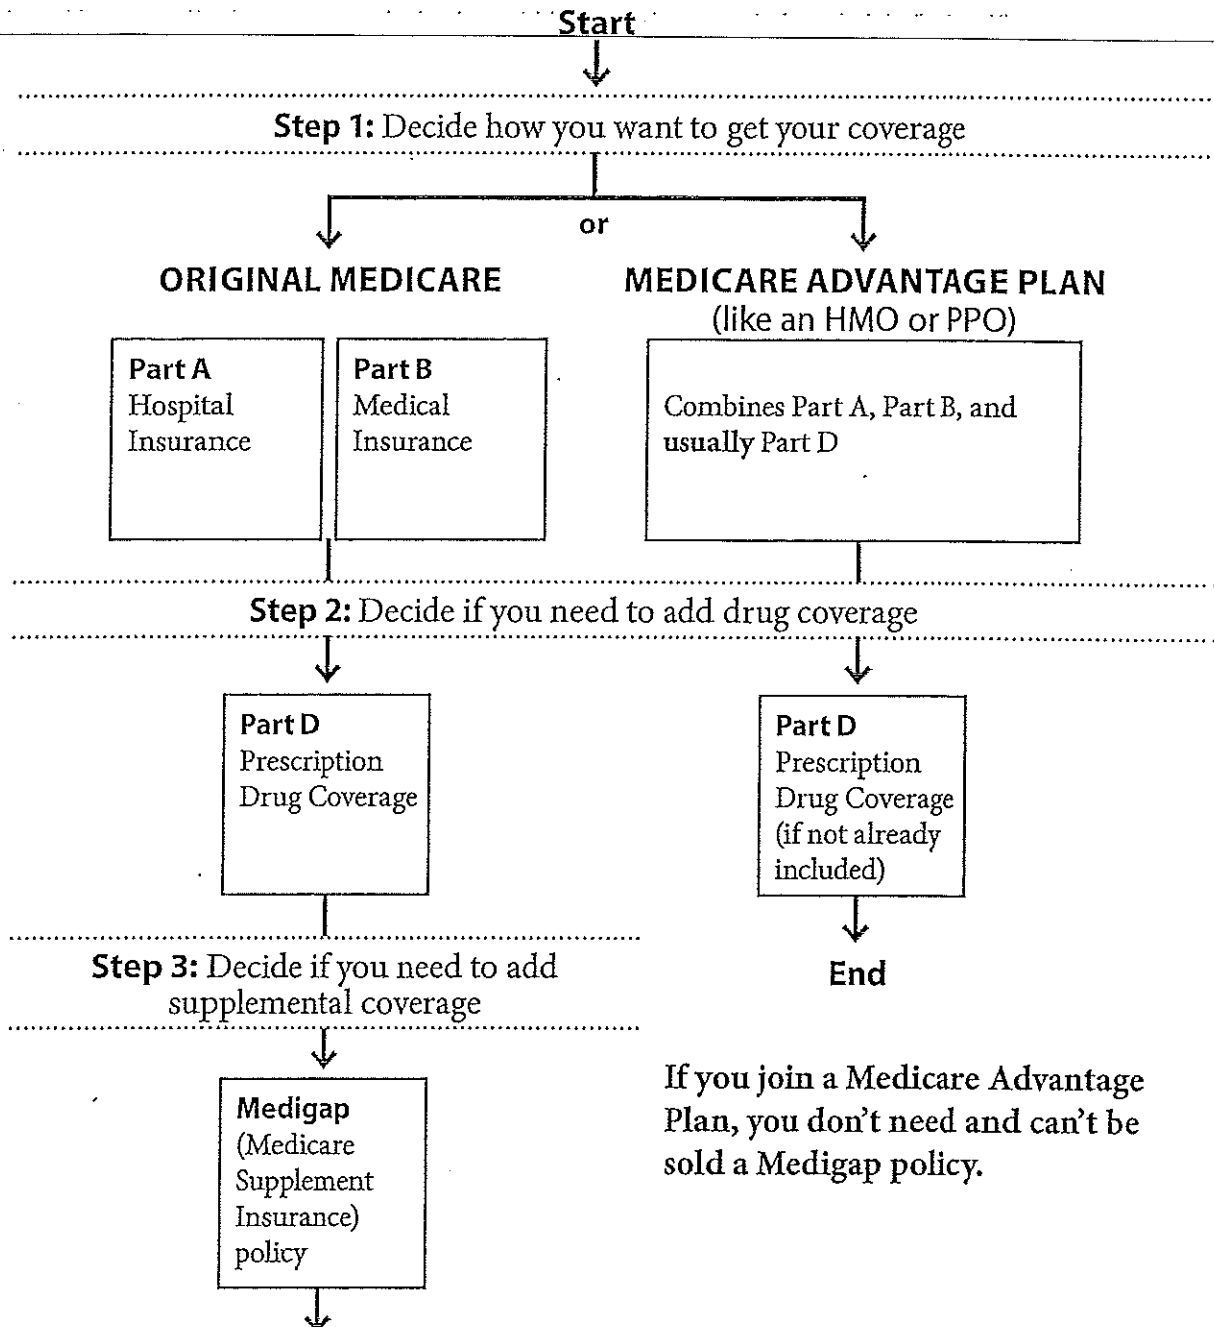 Start
Step 1: Decide how you want to get your coverage
or
ORIGINAL MEDICARE
Part A
Hospital
Insurance
Part B
Medical
Insurance
MEDICARE ADVANTAGE PLAN
(like an HMO or PPO)
Combines Part A, Part B, and
usually Part D
Step 2: Decide if you need to add drug coverage
Part D
Prescription
Drug Coverage
Part D
Prescription
Drug Coverage
(if not already
included)
Step 3: Decide if you need to add
supplemental coverage
End
Medigap
(Medicare
Supplement
Insurance)
policy
If you join a Medicare Advantage
Plan, you don't need and can't be
sold a Medigap policy.